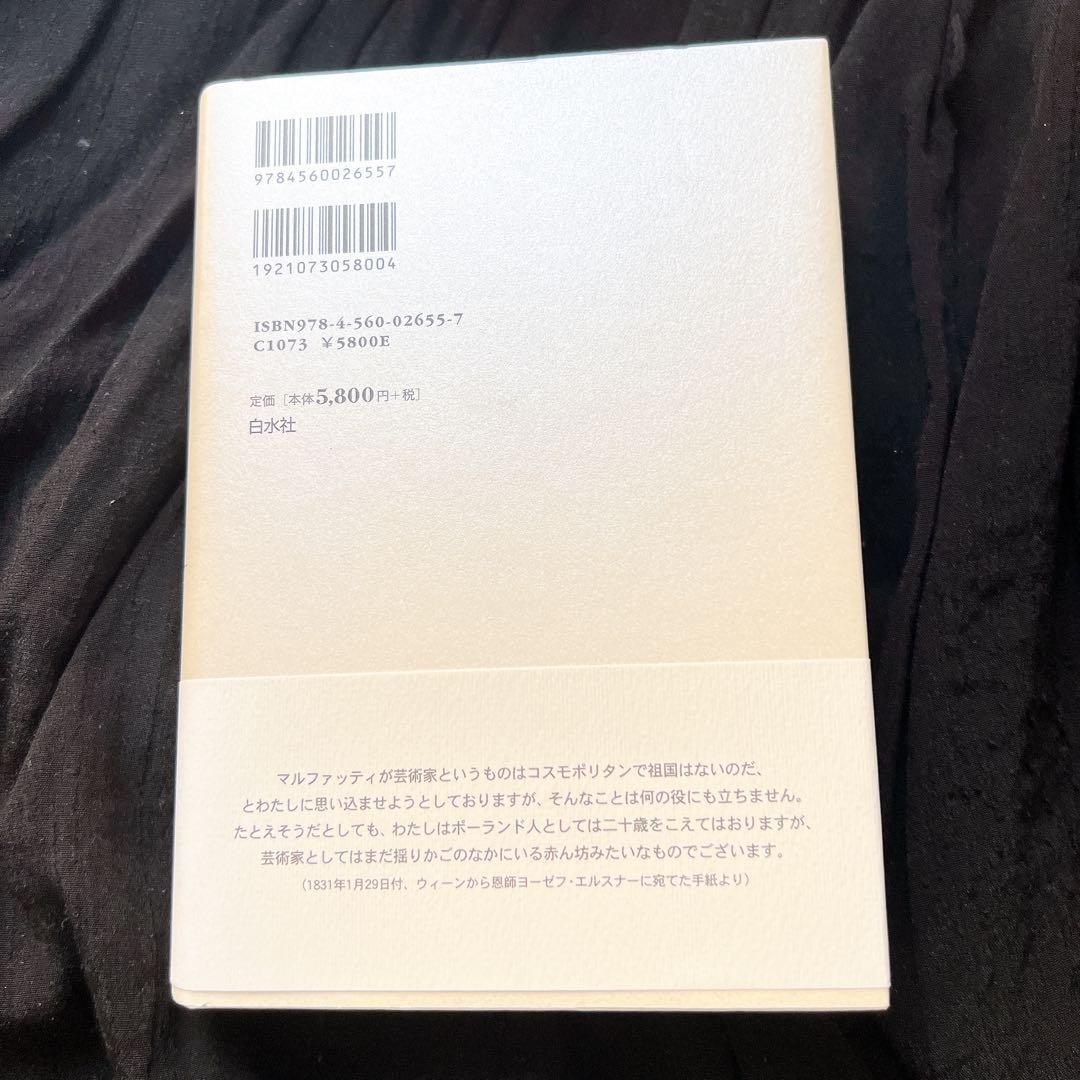 9784560026557
1921073058004
ISBN978-4-560-02655-7
C1073 ¥5800E
定価［本体5,800円＋税］
白水社
マルファッティが芸術家というものはコスモポリタンで祖国はないのだ、
とわたしに思い込ませようとしておりますが、そんなことは何の役にも立ちません。
たとえそうだとしても、わたしはポーランド人としては二十歳をこえてはおりますが、
芸術家としてはまだ揺りかごのなかにいる赤ん坊みたいなものでございます。
（1831年1月29日付、ウィーンから恩師ヨーゼフ・エルスナーに宛てた手紙より）